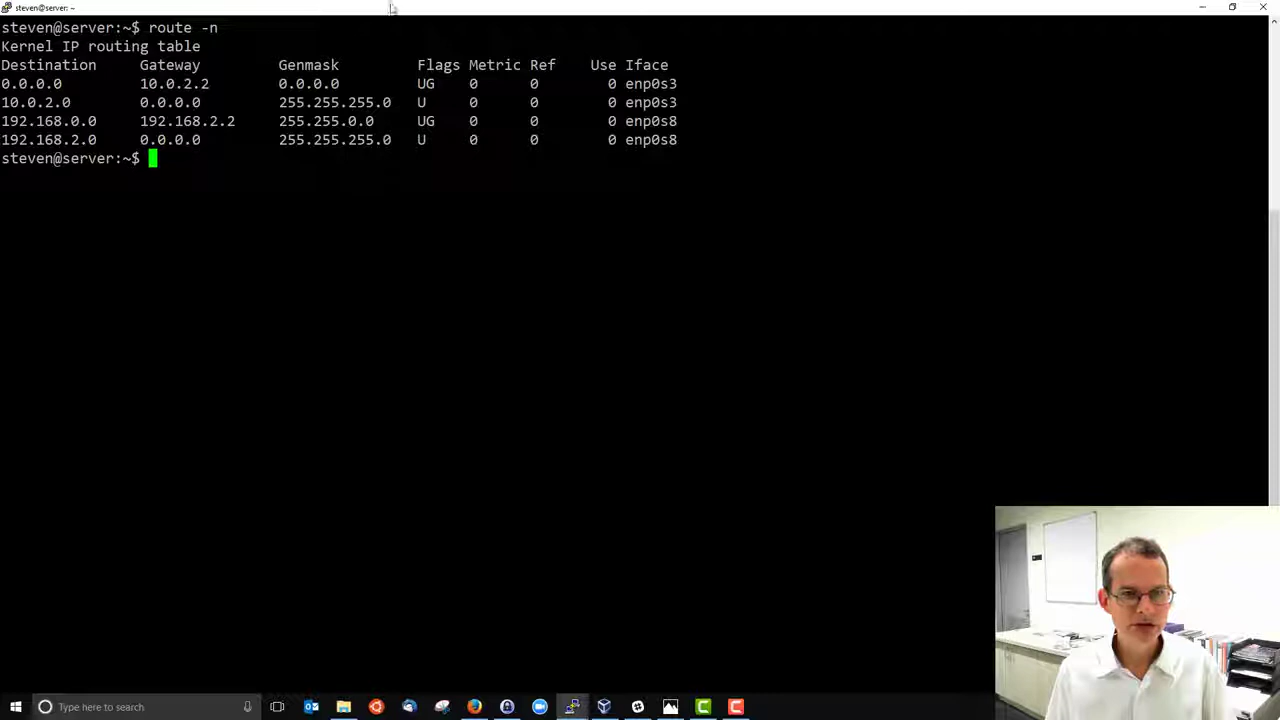 steven@server: ~
steven@server:~$ route -n
Kernel IP routing table
Destination Gateway Genmask Flags Metric Ref Use Iface
0.0.0.0 10.0.2.2 0.0.0.0 UG 0 0 0 enp0s3
10.0.2.0 0.0.0.0 255.255.255.0 U 0 0 0 enp0s3
192.168.0.0 192.168.2.2 255.255.0.0 UG 0 0 0 enp0s8
192.168.2.0 0.0.0.0 255.255.255.0 U 0 0 0 enp0s8
steven@server:~$
Type here to search